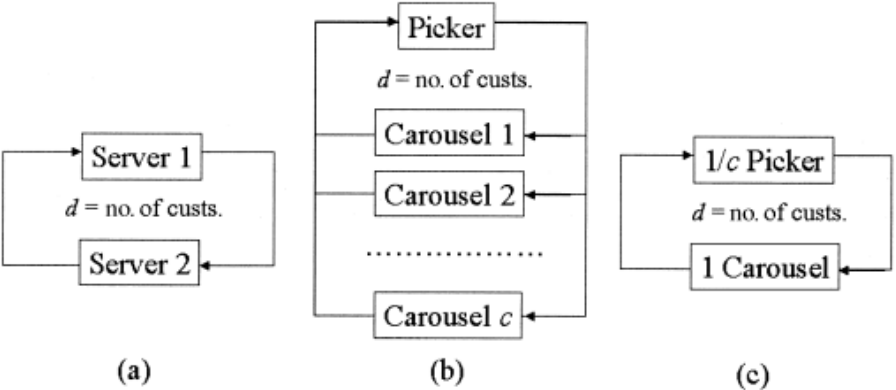 Server 1
d = no. of custs.
Server 2
(a)
Picker
d = no. of custs.
Carousel 1
Carousel 2
Carousel c
(b)
1/c Picker
d = no. of custs.
1 Carousel
(c)